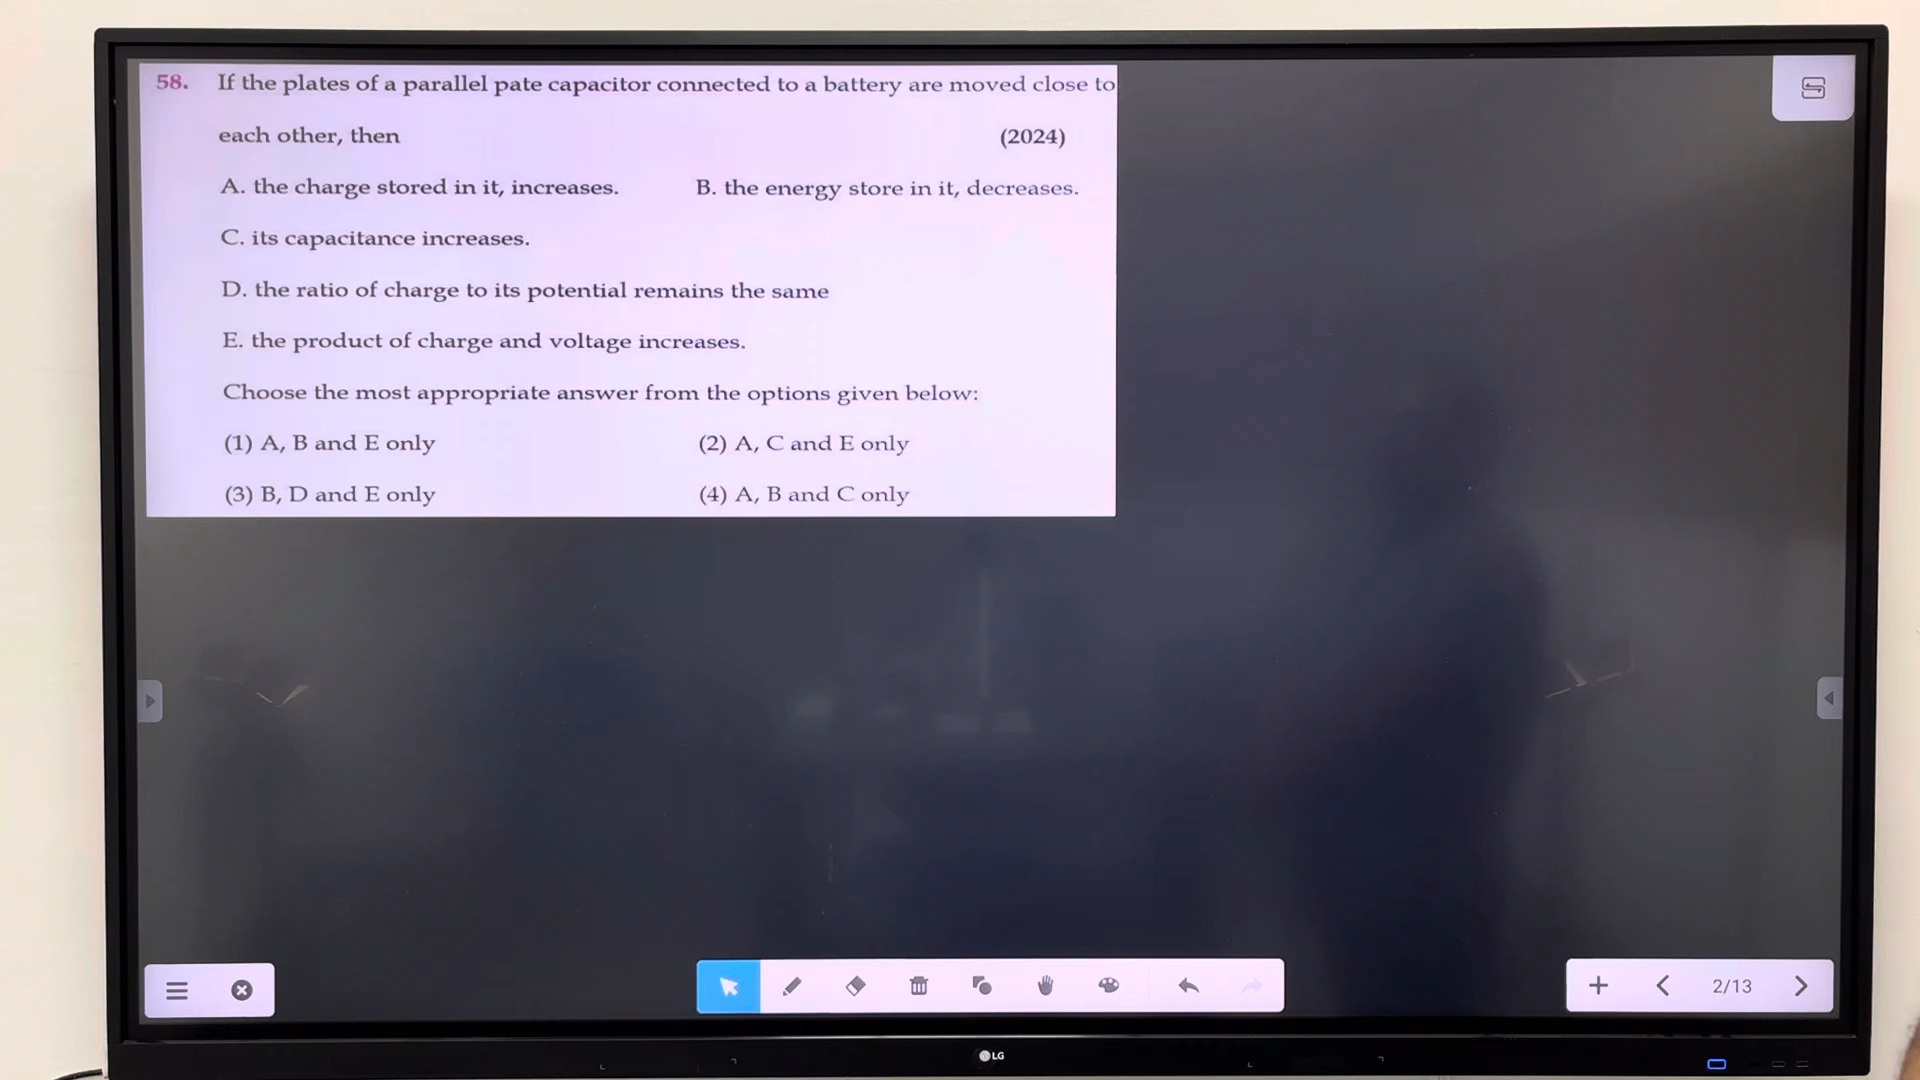 58. If the plates of a parallel pate capacitor connected to a battery are moved close to
each other, then (2024)
A. the charge stored in it, increases. B. the energy store in it, decreases.
C. its capacitance increases.
D. the ratio of charge to its potential remains the same
E. the product of charge and voltage increases.
Choose the most appropriate answer from the options given below:
(1) A, B and E only (2) A, C and E only
(3) B, D and E only (4) A, B and C only
2/13
LG